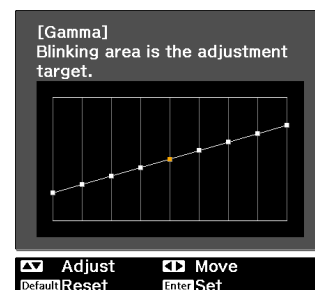 [Gamma]
Blinking area is the adjustment
target.
Adjust Move
Default Reset Enter Set